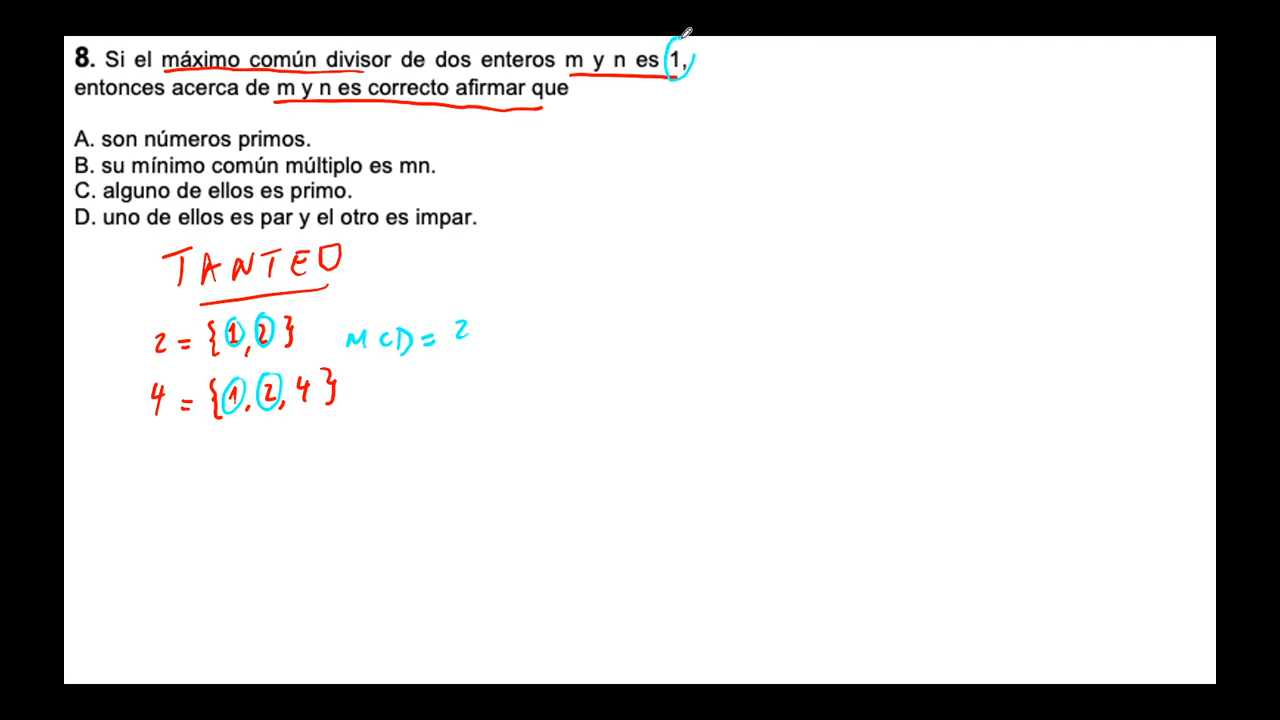 8. Si el máximo común divisor de dos enteros m y n es 1,
entonces acerca de m y n es correcto afirmar que
A. son números primos.
B. su mínimo común múltiplo es mn.
C. alguno de ellos es primo.
D. uno de ellos es par y el otro es impar.
TANTEO
2 = {1, 2} MCD = 2
4 = {1, 2, 4}